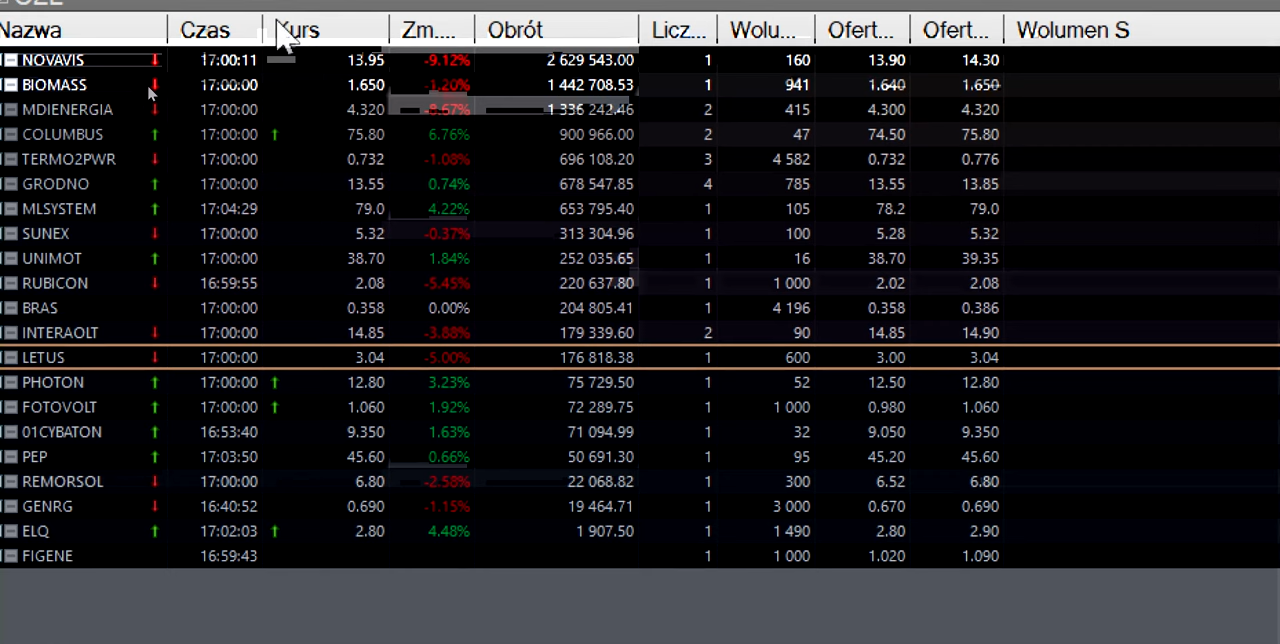 Nazwa Czas Kurs Zm.... Obrót Licz... Wolu... Ofert... Ofert... Wolumen S
NOVAVIS 17:00:11 13.95 -9.12% 2 629 543.00 1 160 13.90 14.30
BIOMASS 17:00:00 1.650 -1.20% 1 442 708.53 1 941 1.640 1.650
MDIENERGIA 17:00:00 4.320 1 336 242.46 2 415 4.300 4.320
COLUMBUS 17:00:00 75.80 6.76% 900 966.00 2 47 74.50 75.80
TERMO2PWR 17:00:00 0.732 -1.08% 696 108.20 3 4 582 0.732 0.776
GRODNO 17:00:00 13.55 0.74% 678 547.85 4 785 13.55 13.85
MLSYSTEM 17:04:29 79.0 4.22% 653 795.40 1 105 78.2 79.0
SUNEX 17:00:00 5.32 -0.37% 313 304.96 1 100 5.28 5.32
UNIMOT 17:00:00 38.70 1.84% 252 035.65 1 16 38.70 39.35
RUBICON 16:59:55 2.08 -5.45% 220 637.80 1 1 000 2.02 2.08
BRAS 17:00:00 0.358 0.00% 204 805.41 1 4 196 0.358 0.386
INTERAOLT 17:00:00 14.85 -3.88% 179 339.60 2 90 14.85 14.90
LETUS 17:00:00 3.04 -5.00% 176 818.38 1 600 3.00 3.04
PHOTON 17:00:00 12.80 3.23% 75 729.50 1 52 12.50 12.80
FOTOVOLT 17:00:00 1.060 1.92% 72 289.75 1 1 000 0.980 1.060
01CYBATON 16:53:40 9.350 1.63% 71 094.99 1 32 9.050 9.350
PEP 17:03:50 45.60 0.66% 50 691.30 1 95 45.20 45.60
REMORSOL 17:00:00 6.80 -2.58% 22 068.82 1 300 6.52 6.80
GENRG 16:40:52 0.690 -1.15% 19 464.71 1 3 000 0.670 0.690
ELQ 17:02:03 2.80 4.48% 1 907.50 1 1 490 2.80 2.90
FIGENE 16:59:43 1 1 000 1.020 1.090